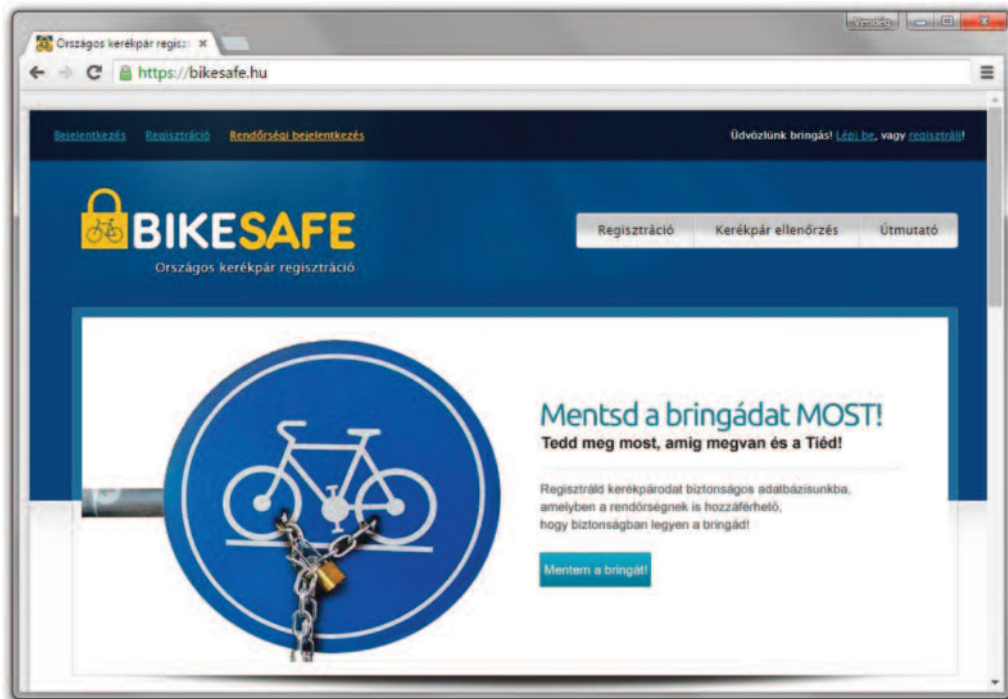 Vendég
Országos kerékpár regisz
https://bikesafe.hu
Bejelentkezés Regisztráció Rendőrségi bejelentkezés Üdvözlünk bringás! Lépj be, vagy regisztrálj!
BIKESAFE
Országos kerékpár regisztráció
Regisztráció Kerékpár ellenőrzés Útmutató
Mentsd a bringádat MOST!
Tedd meg most, amig megvan és a Tiéd!
Regisztráld kerékpárodat biztonságos adatbázisunkba,
amelyben a rendőrségnek is hozzáférhető,
hogy biztonságban legyen a bringád!
Mentem a bringát!